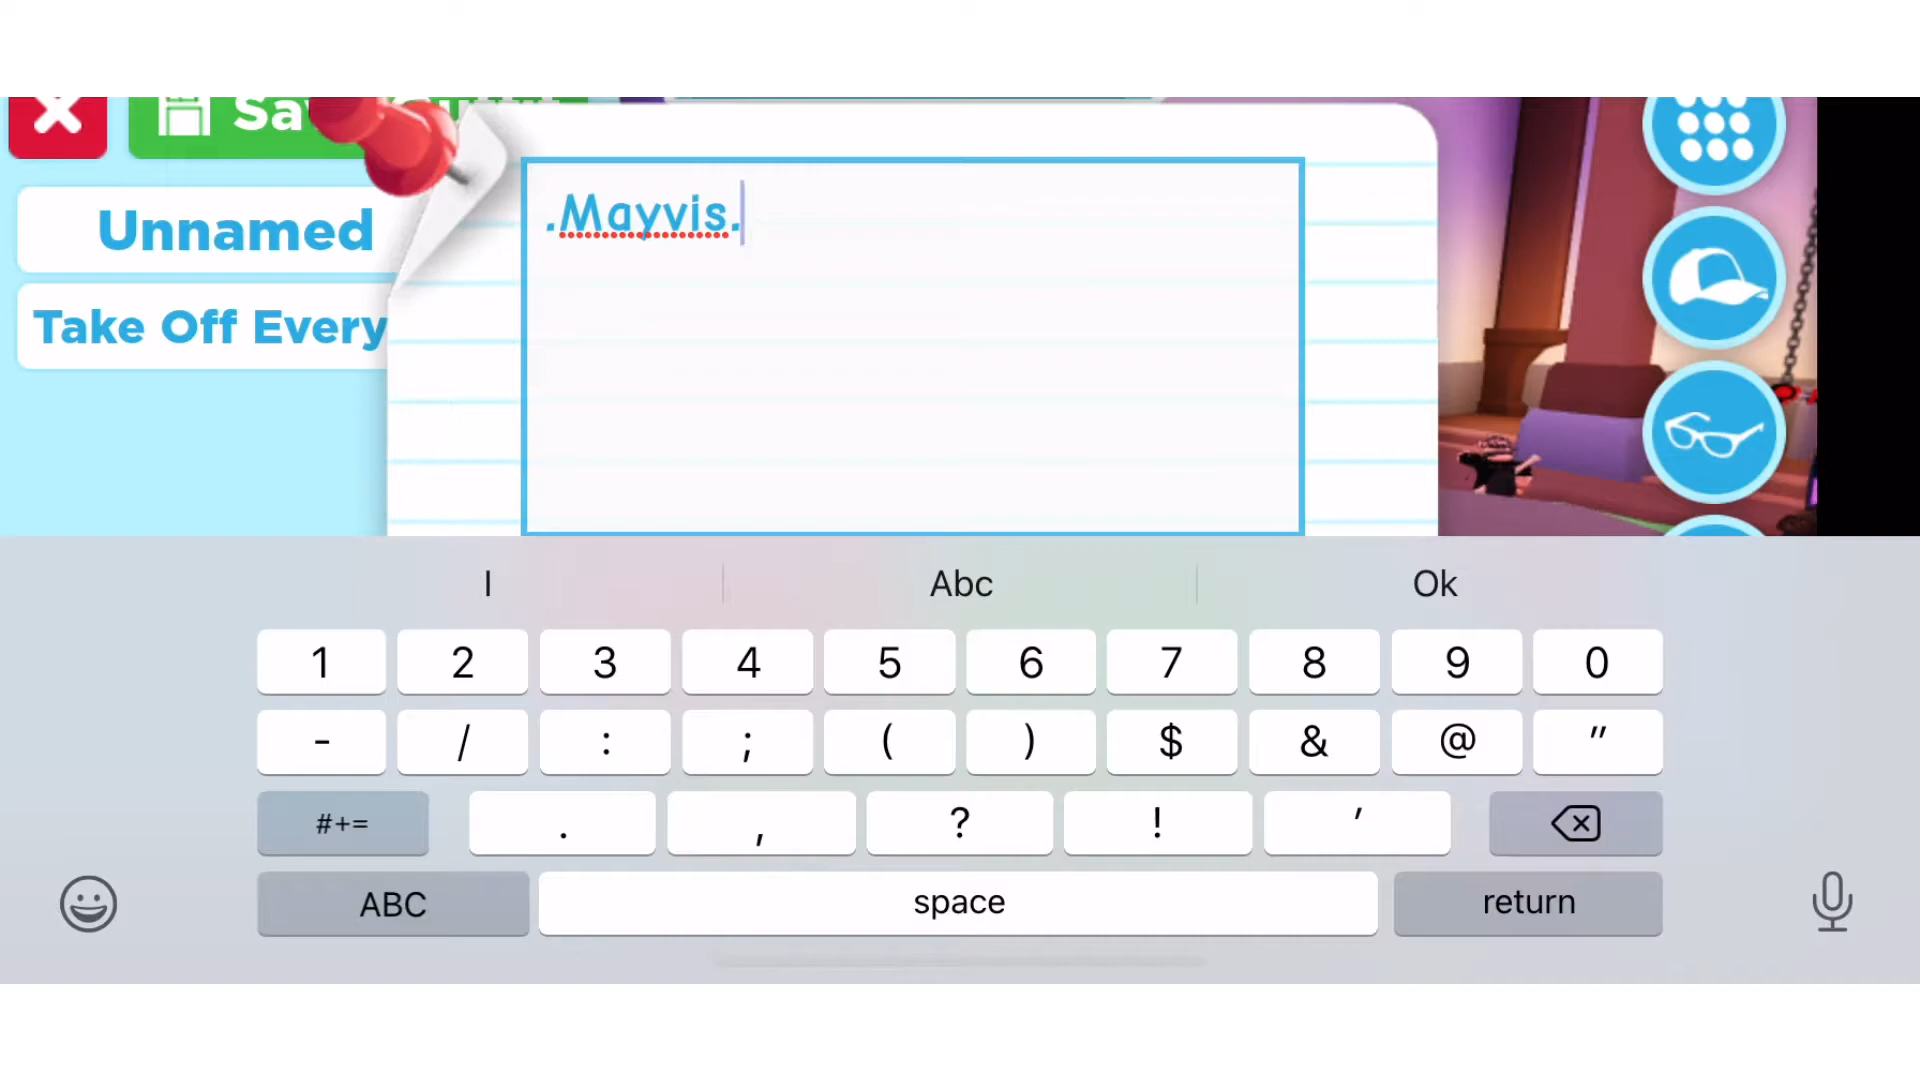 Sa
Unnamed
Take Off Every
.Mayvis.
I Abc Ok
1 2 3 4 5 6 7 8 9 0
- / : ; ( ) $ & @ "
#+= . , ? ! '
ABC space return